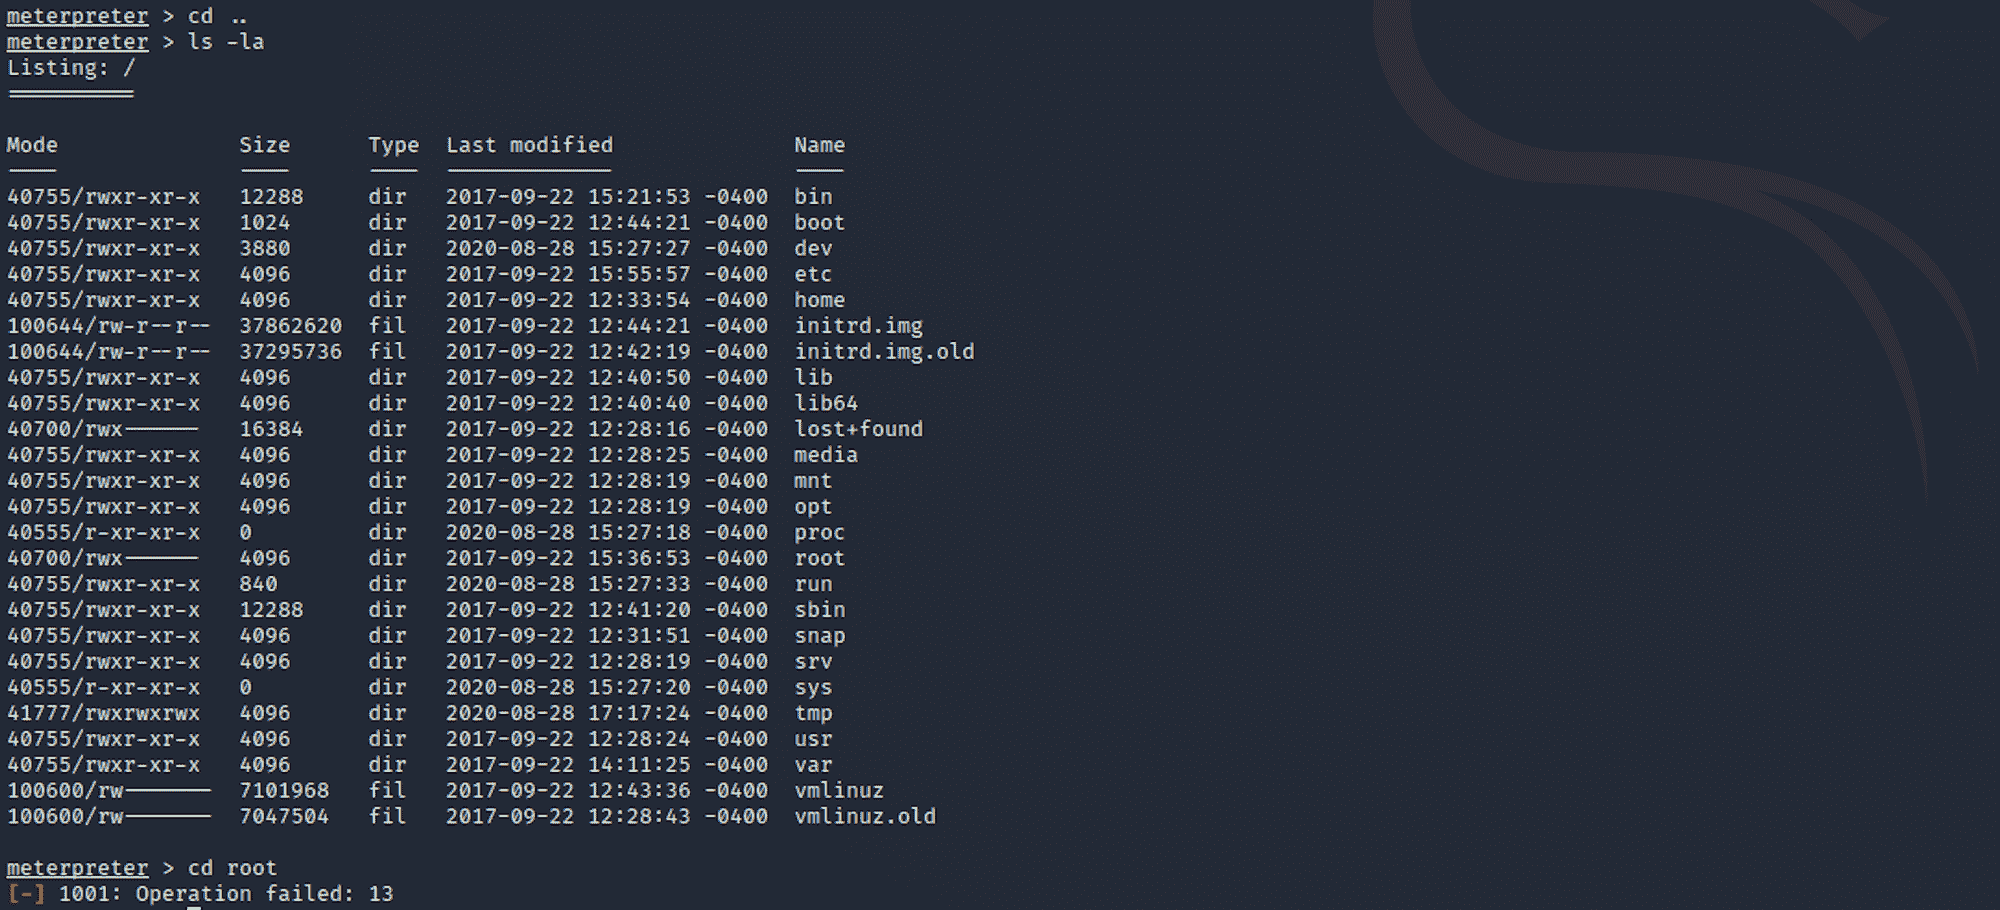 meterpreter > cd ..
meterpreter > ls -la
Listing: /
==========

Mode              Size      Type  Last modified              Name
----              ----      ----  -------------              ----
40755/rwxr-xr-x   12288     dir   2017-09-22 15:21:53 -0400  bin
40755/rwxr-xr-x   1024      dir   2017-09-22 12:44:21 -0400  boot
40755/rwxr-xr-x   3880      dir   2020-08-28 15:27:27 -0400  dev
40755/rwxr-xr-x   4096      dir   2017-09-22 15:55:57 -0400  etc
40755/rwxr-xr-x   4096      dir   2017-09-22 12:33:54 -0400  home
100644/rw-r--r--  37862620  fil   2017-09-22 12:44:21 -0400  initrd.img
100644/rw-r--r--  37295736  fil   2017-09-22 12:42:19 -0400  initrd.img.old
40755/rwxr-xr-x   4096      dir   2017-09-22 12:40:50 -0400  lib
40755/rwxr-xr-x   4096      dir   2017-09-22 12:40:40 -0400  lib64
40700/rwx------   16384     dir   2017-09-22 12:28:16 -0400  lost+found
40755/rwxr-xr-x   4096      dir   2017-09-22 12:28:25 -0400  media
40755/rwxr-xr-x   4096      dir   2017-09-22 12:28:19 -0400  mnt
40755/rwxr-xr-x   4096      dir   2017-09-22 12:28:19 -0400  opt
40555/r-xr-xr-x   0         dir   2020-08-28 15:27:18 -0400  proc
40700/rwx------   4096      dir   2017-09-22 15:36:53 -0400  root
40755/rwxr-xr-x   840       dir   2020-08-28 15:27:33 -0400  run
40755/rwxr-xr-x   12288     dir   2017-09-22 12:41:20 -0400  sbin
40755/rwxr-xr-x   4096      dir   2017-09-22 12:31:51 -0400  snap
40755/rwxr-xr-x   4096      dir   2017-09-22 12:28:19 -0400  srv
40555/r-xr-xr-x   0         dir   2020-08-28 15:27:20 -0400  sys
41777/rwxrwxrwx   4096      dir   2020-08-28 17:17:24 -0400  tmp
40755/rwxr-xr-x   4096      dir   2017-09-22 12:28:24 -0400  usr
40755/rwxr-xr-x   4096      dir   2017-09-22 14:11:25 -0400  var
100600/rw-------  7101968   fil   2017-09-22 12:43:36 -0400  vmlinuz
100600/rw-------  7047504   fil   2017-09-22 12:28:43 -0400  vmlinuz.old

meterpreter > cd root
[-] 1001: Operation failed: 13